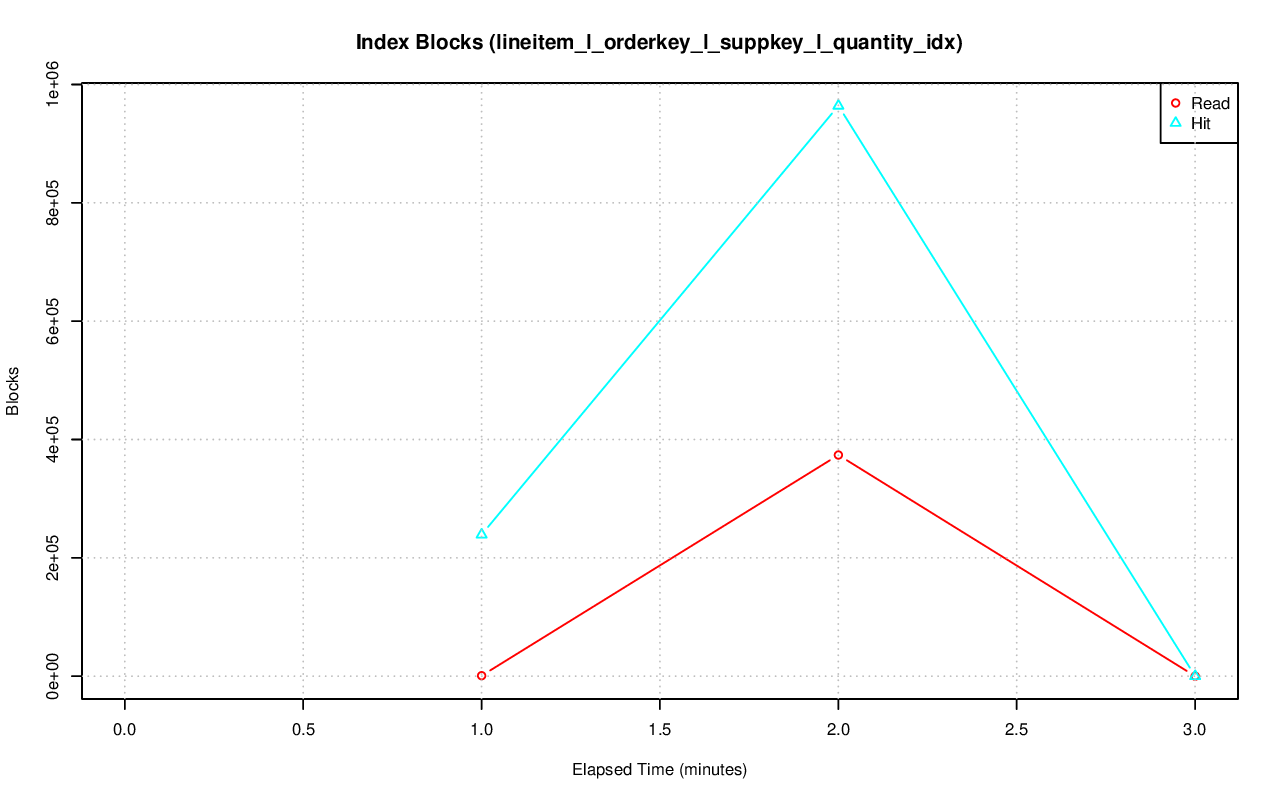 Index Blocks (lineitem_l_orderkey_l_suppkey_l_quantity_idx)
Read
Hit
1e+06
8e+05
6e+05
4e+05
2e+05
0e+00
Blocks
0.0 0.5 1.0 1.5 2.0 2.5 3.0
Elapsed Time (minutes)